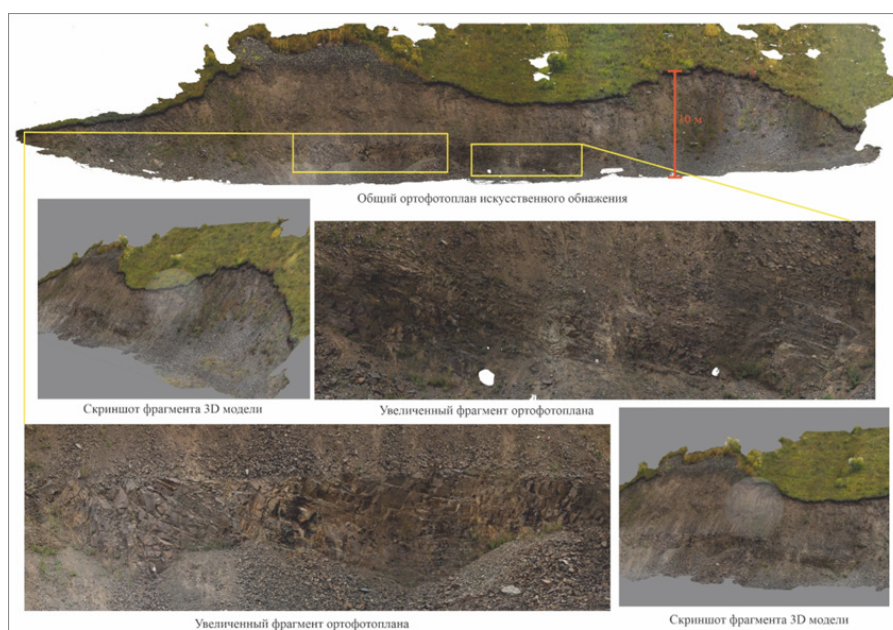 10 м
Общий ортофотоплан искусственного обнажения
Скриншот фрагмента 3D модели
Увеличенный фрагмент ортофотоплана
Увеличенный фрагмент ортофотоплана
Скриншот фрагмента 3D модели